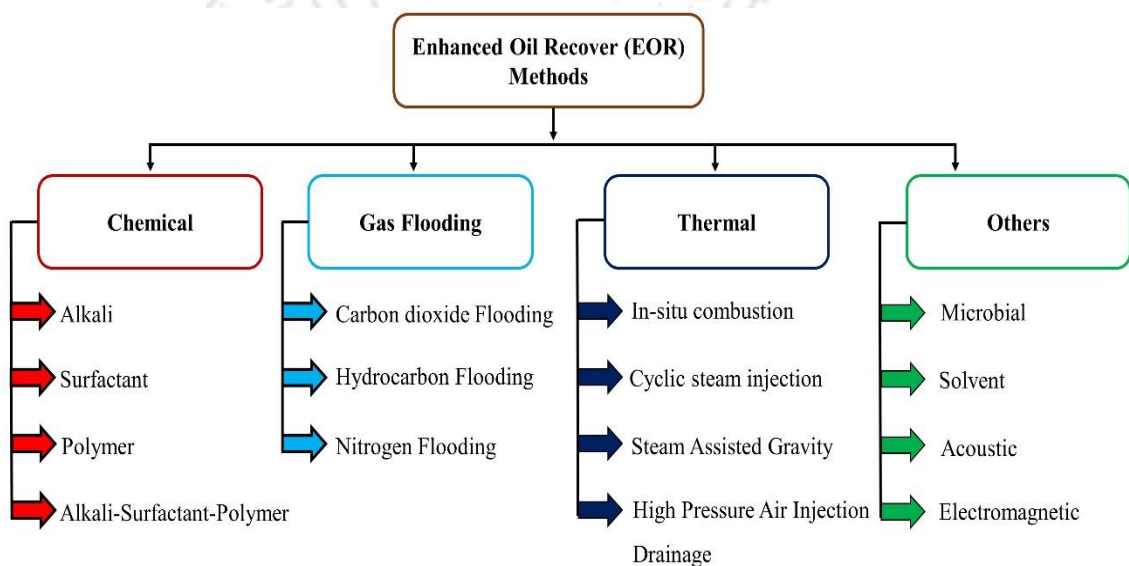 Enhanced Oil Recover (EOR)
Methods
Chemical
Alkali
Surfactant
Polymer
Alkali-Surfactant-Polymer
Gas Flooding
Carbon dioxide Flooding
Hydrocarbon Flooding
Nitrogen Flooding
Thermal
In-situ combustion
Cyclic steam injection
Steam Assisted Gravity
High Pressure Air Injection
Drainage
Others
Microbial
Solvent
Acoustic
Electromagnetic